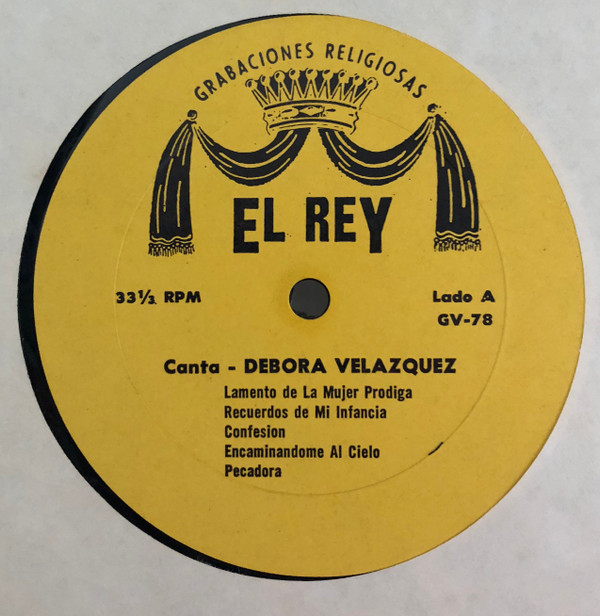 GRABACIONES RELIGIOSAS
EL REY
33⅓ RPM
Lado A
GV-78
Canta - DEBORA VELAZQUEZ
Lamento de La Mujer Prodiga
Recuerdos de Mi Infancia
Confesion
Encaminandome Al Cielo
Pecadora